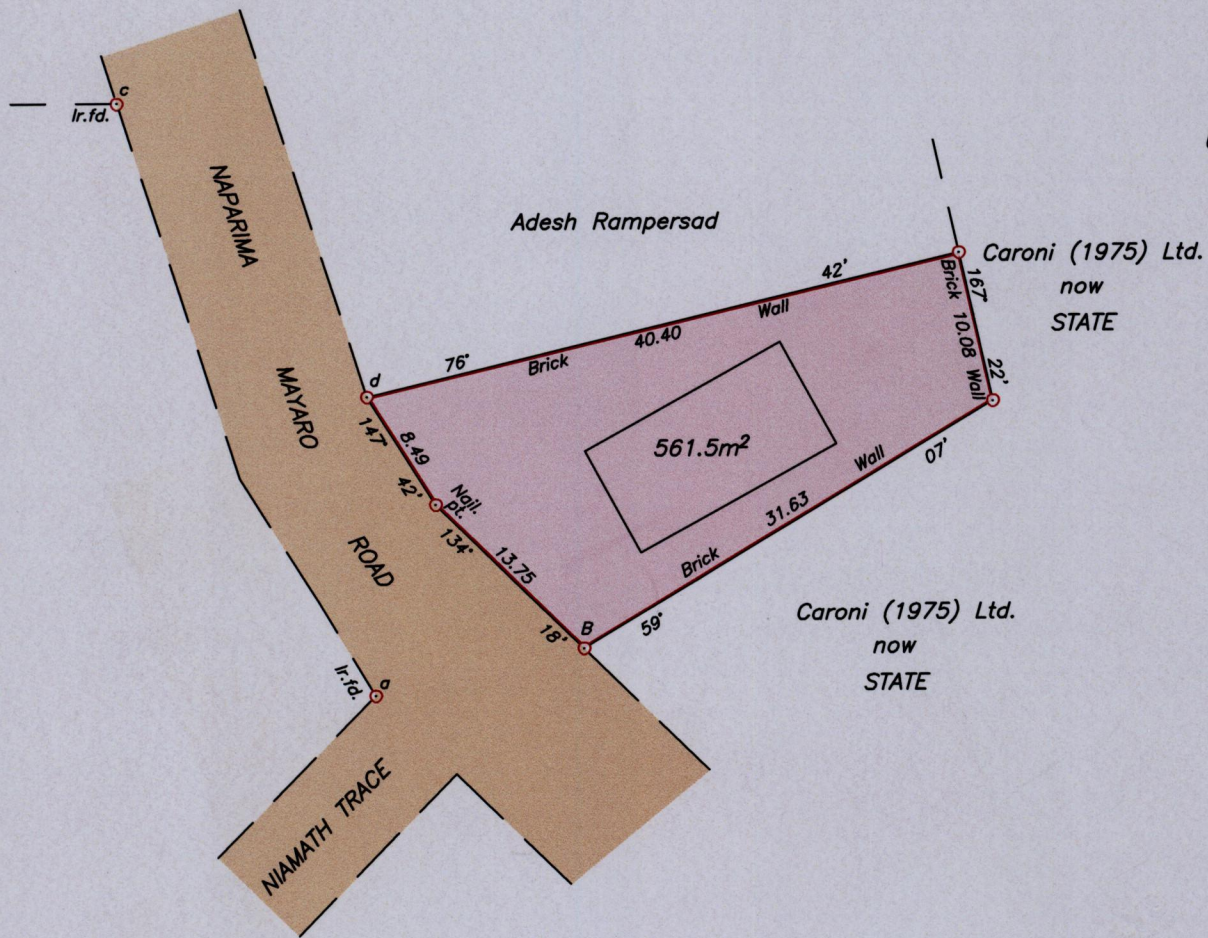 c
Ir.fd.
NAPARIMA
MAYARO
ROAD
Adesh Rampersad
Caroni (1975) Ltd.
now
STATE
76°
Brick
40.40
Wall
42'
Brick
167°
10.08
Wall
22'
d
147°
8.49
42'
Nail.
pt.
134°
13.75
18'
561.5m²
B
59°
Brick
31.63
Wall
07'
Caroni (1975) Ltd.
now
STATE
Ir.fd.
a
NIAMATH TRACE